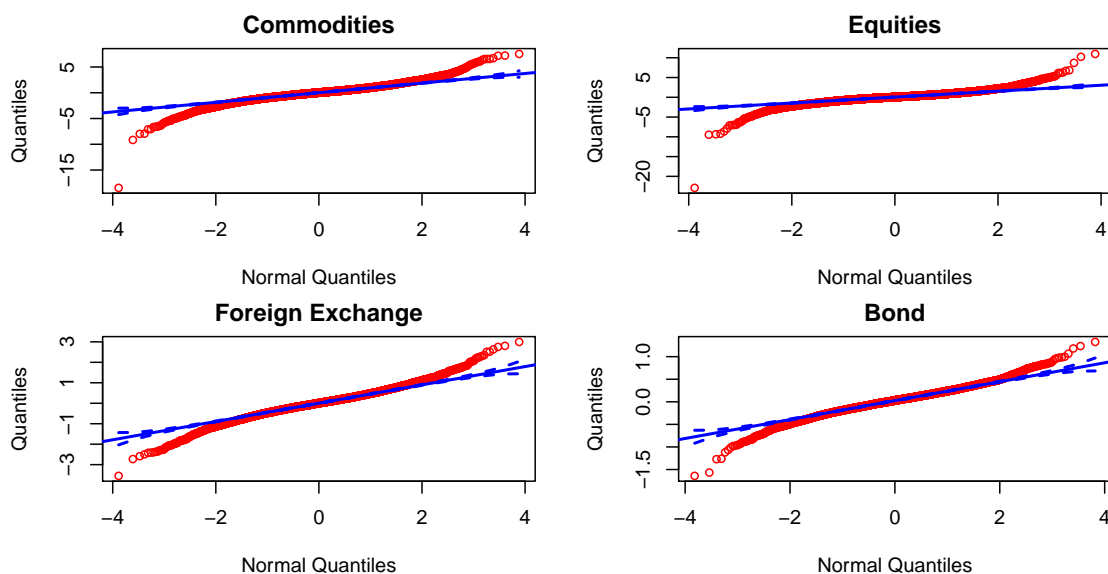 Commodities
Quantiles
5
−5
−15
−4 −2 0 2 4
Normal Quantiles
Equities
Quantiles
5
−5
−20
−4 −2 0 2 4
Normal Quantiles
Foreign Exchange
Quantiles
3
1
−1
−3
−4 −2 0 2 4
Normal Quantiles
Bond
Quantiles
1.0
0.0
−1.5
−4 −2 0 2 4
Normal Quantiles